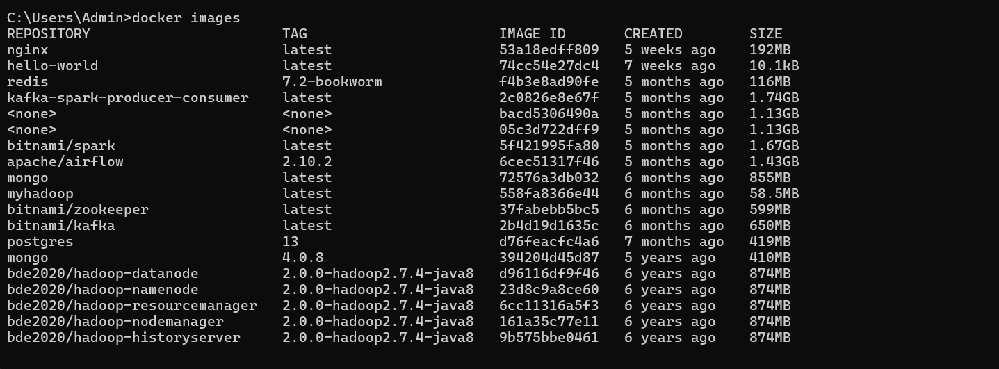 C:\Users\Admin>docker images
REPOSITORY                       TAG                       IMAGE ID       CREATED        SIZE
nginx                            latest                    53a18edff809   5 weeks ago    192MB
hello-world                      latest                    74cc54e27dc4   7 weeks ago    10.1kB
redis                            7.2-bookworm              f4b3e8ad90fe   5 months ago   116MB
kafka-spark-producer-consumer    latest                    2c0826e8e67f   5 months ago   1.74GB
<none>                           <none>                    bacd5306490a   5 months ago   1.13GB
<none>                           <none>                    05c3d722dff9   5 months ago   1.13GB
bitnami/spark                    latest                    5f421995fa80   5 months ago   1.67GB
apache/airflow                   2.10.2                    6cec51317f46   5 months ago   1.43GB
mongo                            latest                    72576a3db032   6 months ago   855MB
myhadoop                         latest                    558fa8366e44   6 months ago   58.5MB
bitnami/zookeeper                latest                    37fabebb5bc5   6 months ago   599MB
bitnami/kafka                    latest                    2b4d19d1635c   6 months ago   650MB
postgres                         13                        d76feacfc4a6   7 months ago   419MB
mongo                            4.0.8                     394204d45d87   5 years ago    410MB
bde2020/hadoop-datanode          2.0.0-hadoop2.7.4-java8   d96116df9f46   6 years ago    874MB
bde2020/hadoop-namenode          2.0.0-hadoop2.7.4-java8   23d8c9a8ce60   6 years ago    874MB
bde2020/hadoop-resourcemanager   2.0.0-hadoop2.7.4-java8   6cc11316a5f3   6 years ago    874MB
bde2020/hadoop-nodemanager       2.0.0-hadoop2.7.4-java8   161a35c77e11   6 years ago    874MB
bde2020/hadoop-historyserver     2.0.0-hadoop2.7.4-java8   9b575bbe0461   6 years ago    874MB